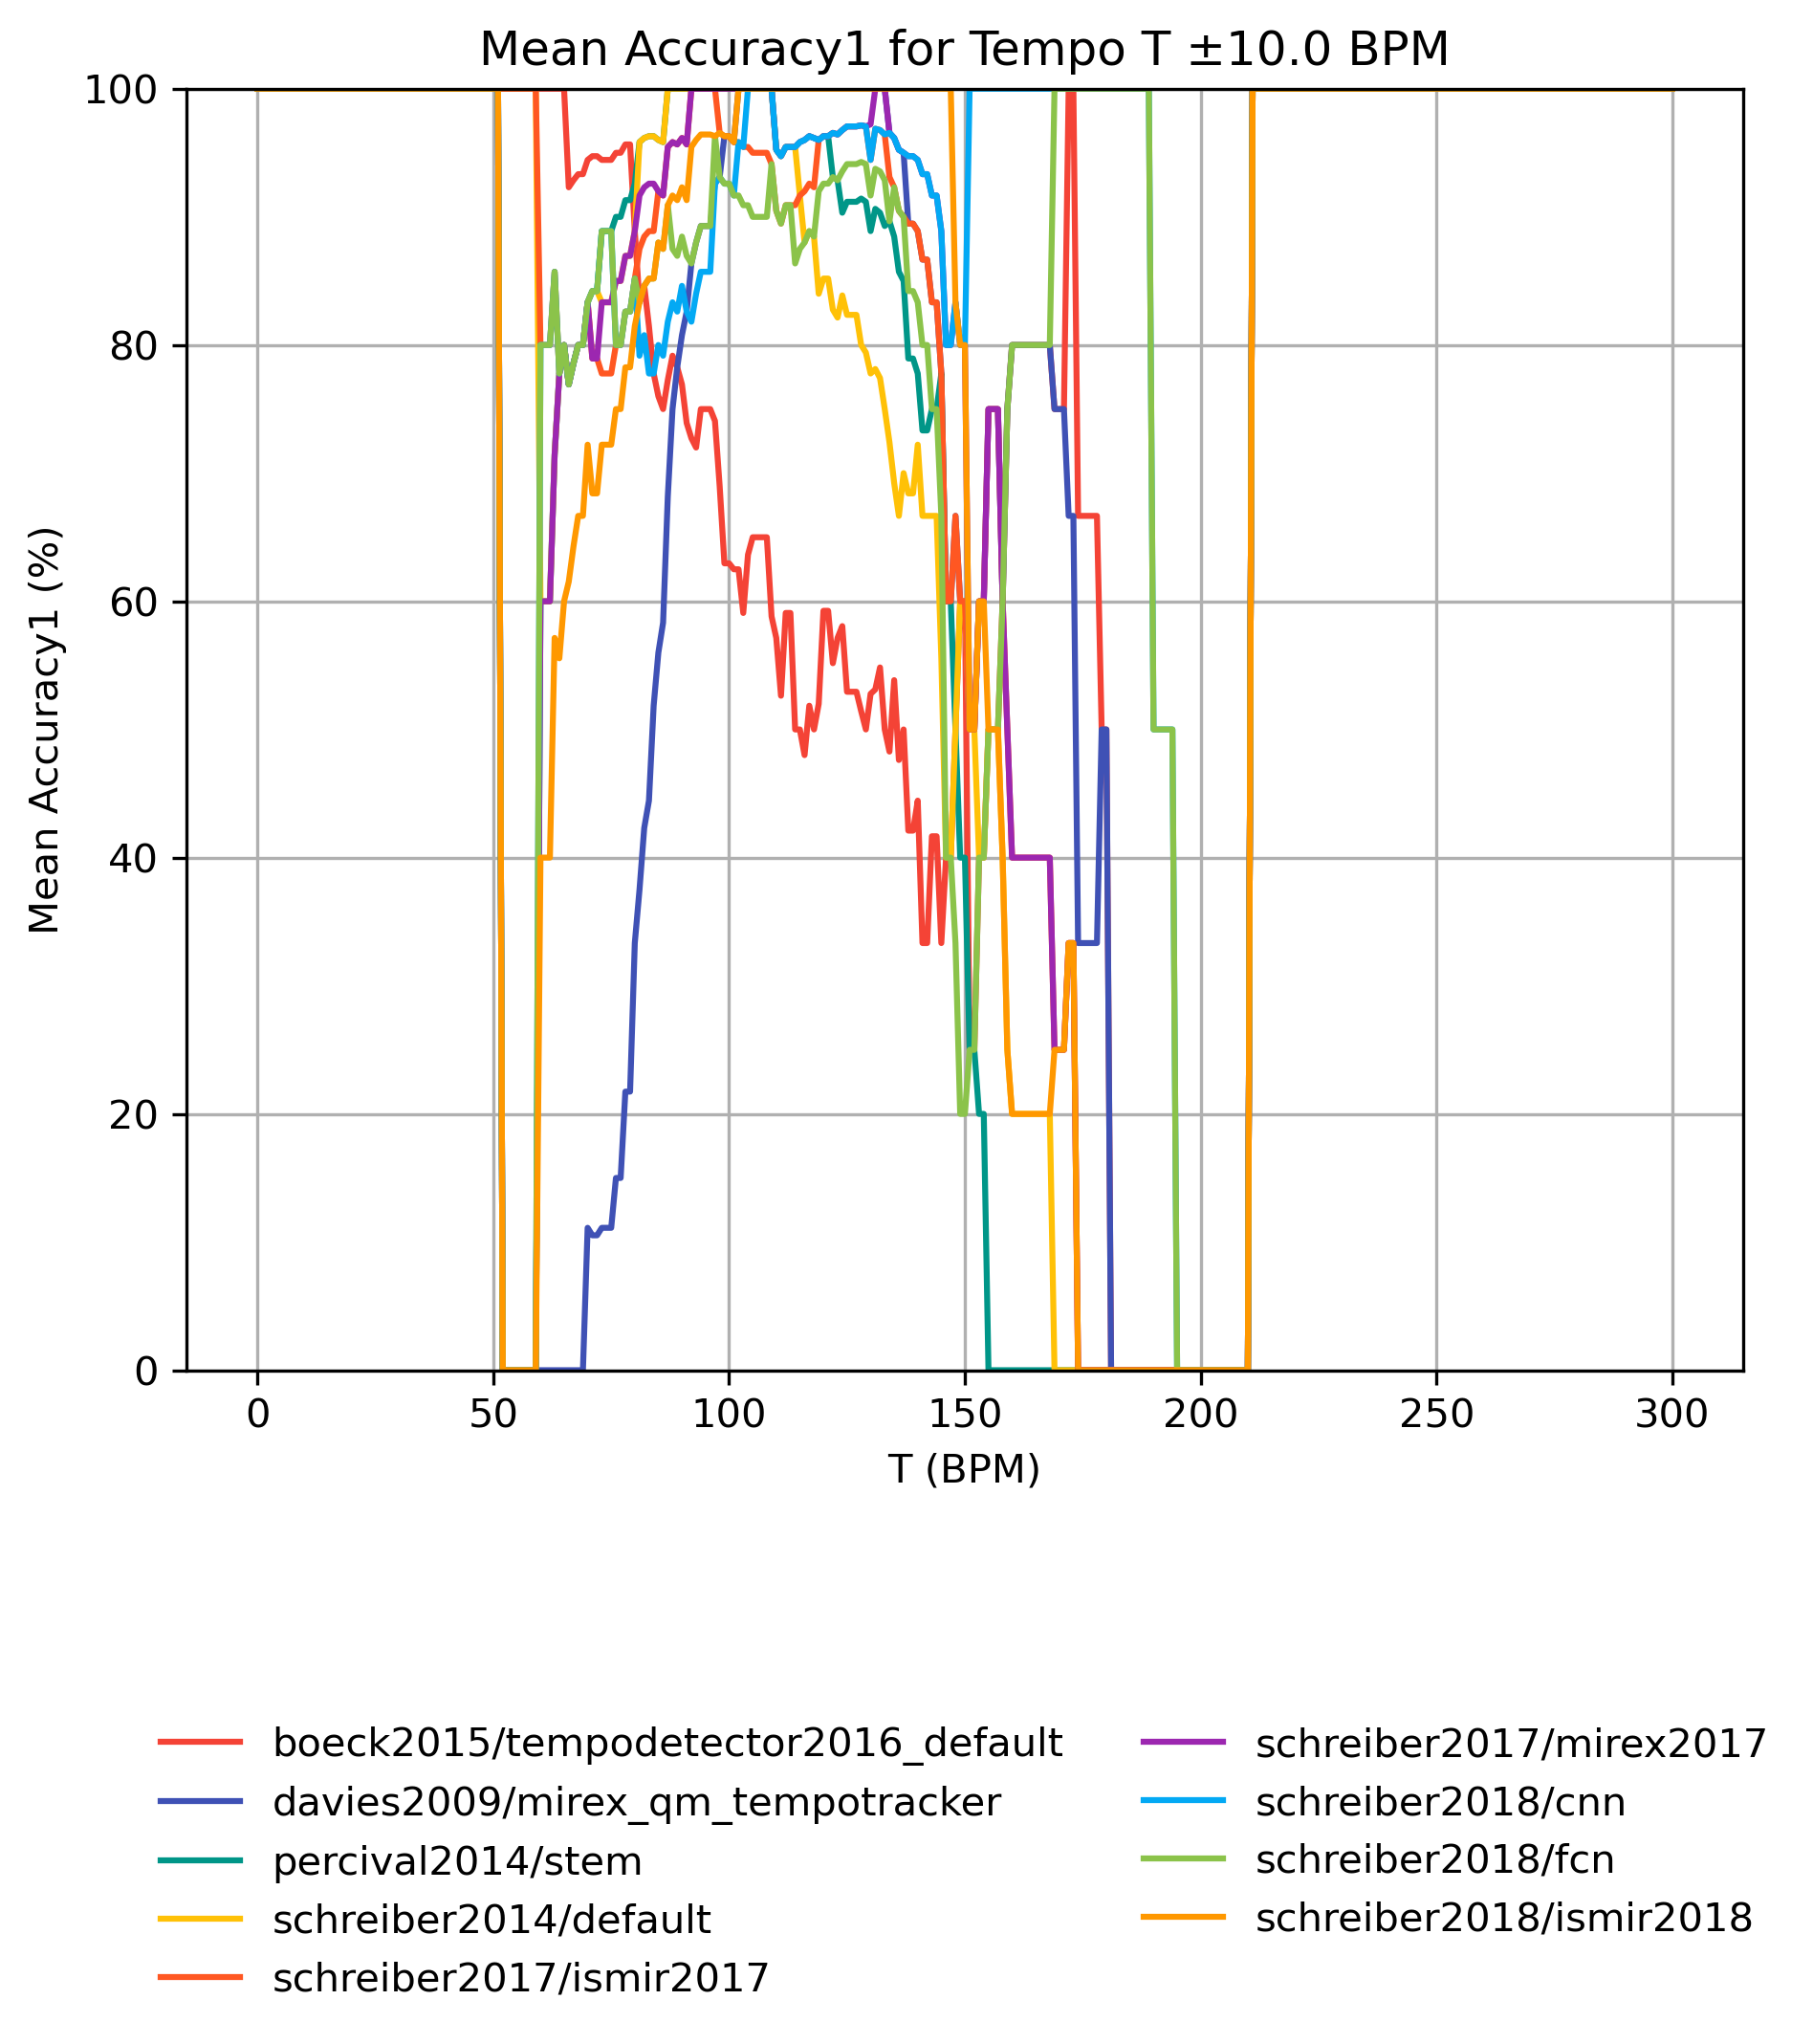 Mean Accuracy1 for Tempo T ±10.0 BPM
Mean Accuracy1 (%)
100
80
60
40
20
0
0 50 100 150 200 250 300
T (BPM)
boeck2015/tempodetector2016_default
davies2009/mirex_qm_tempotracker
percival2014/stem
schreiber2014/default
schreiber2017/ismir2017
schreiber2017/mirex2017
schreiber2018/cnn
schreiber2018/fcn
schreiber2018/ismir2018